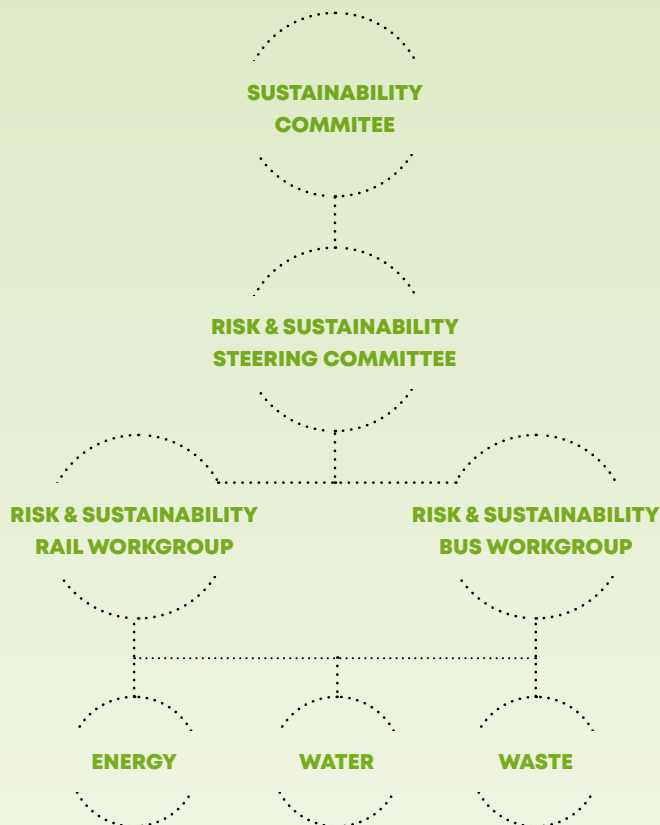 SUSTAINABILITY
COMMITEE
RISK & SUSTAINABILITY
STEERING COMMITTEE
RISK & SUSTAINABILITY
RAIL WORKGROUP
RISK & SUSTAINABILITY
BUS WORKGROUP
ENERGY
WATER
WASTE